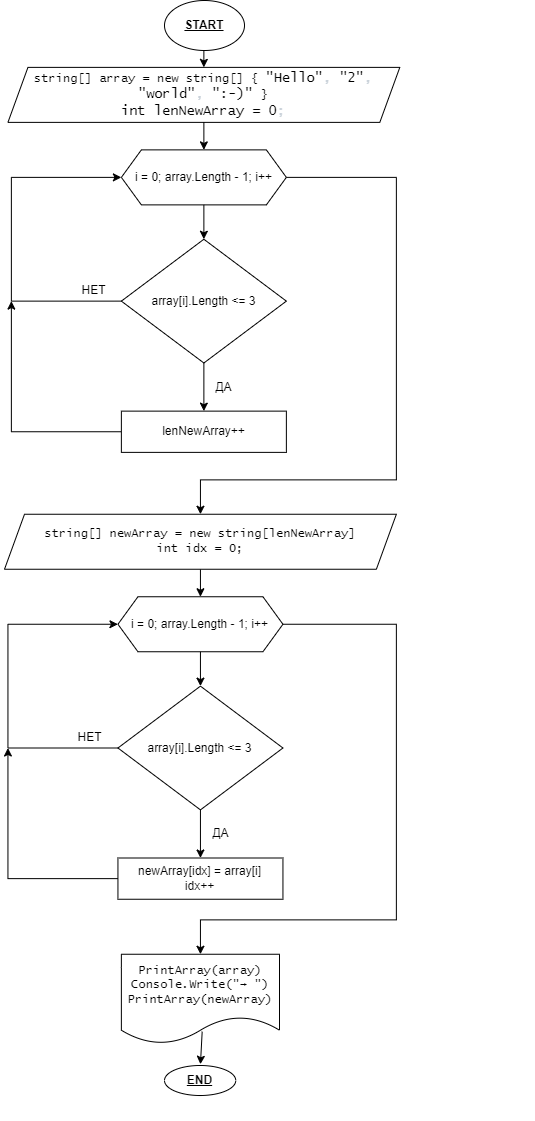 START
string[] array = new string[] { "Hello", "2",
"world", ":-)" }
int lenNewArray = 0;
i = 0; array.Length - 1; i++
array[i].Length <= 3
НЕТ
ДА
lenNewArray++
string[] newArray = new string[lenNewArray]
int idx = 0;
i = 0; array.Length - 1; i++
array[i].Length <= 3
НЕТ
ДА
newArray[idx] = array[i]
idx++
PrintArray(array)
Console.Write("→ ")
PrintArray(newArray)
END